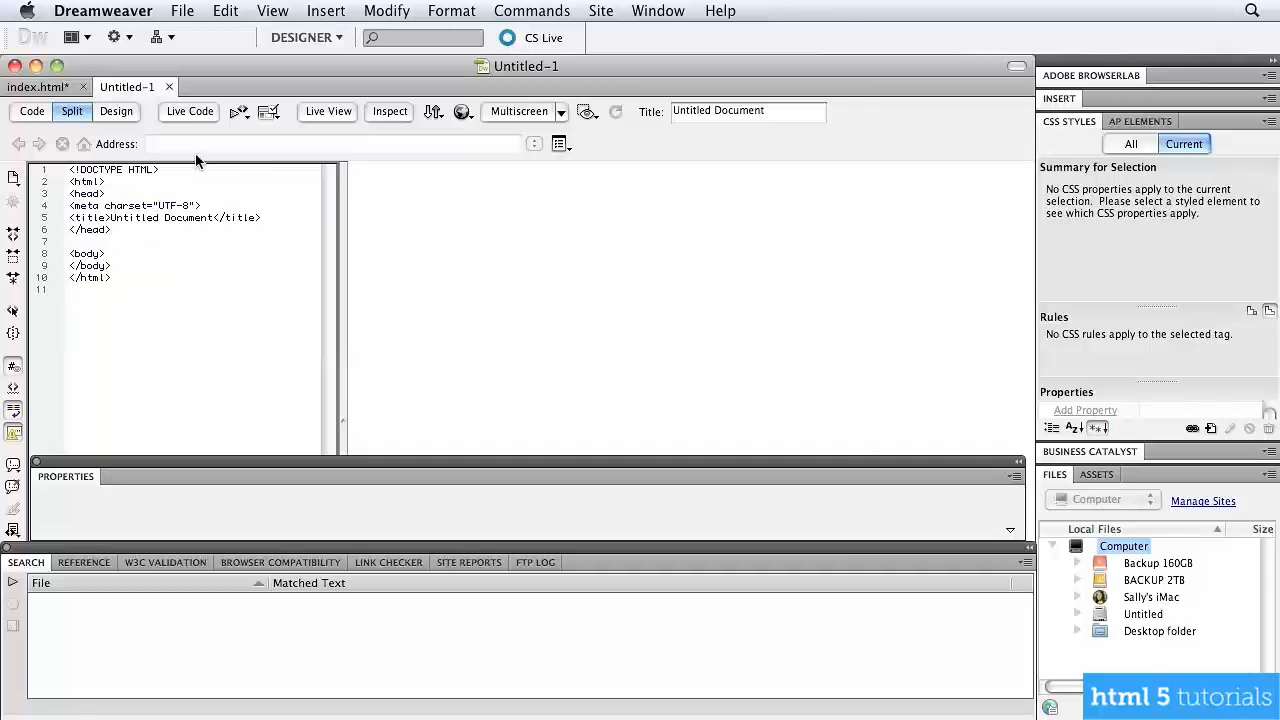 Dreamweaver File Edit View Insert Modify Format Commands Site Window Help
Dw DESIGNER CS Live
Untitled-1
index.html* Untitled-1
Code Split Design Live Code Live View Inspect Multiscreen Title: Untitled Document
Address:
1 <!DOCTYPE HTML>
2 <html>
3 <head>
4 <meta charset="UTF-8">
5 <title>Untitled Document</title>
6 </head>
7
8 <body>
9 </body>
10 </html>
11
PROPERTIES
SEARCH REFERENCE W3C VALIDATION BROWSER COMPATIBILITY LINK CHECKER SITE REPORTS FTP LOG
File Matched Text
ADOBE BROWSERLAB
INSERT
CSS STYLES AP ELEMENTS
All Current
Summary for Selection
No CSS properties apply to the current
selection. Please select a styled element to
see which CSS properties apply.
Rules
No CSS rules apply to the selected tag.
Properties
Add Property
BUSINESS CATALYST
FILES ASSETS
Computer Manage Sites
Local Files Size
Computer
Backup 160GB
BACKUP 2TB
Sally's iMac
Untitled
Desktop folder
html 5 tutorials